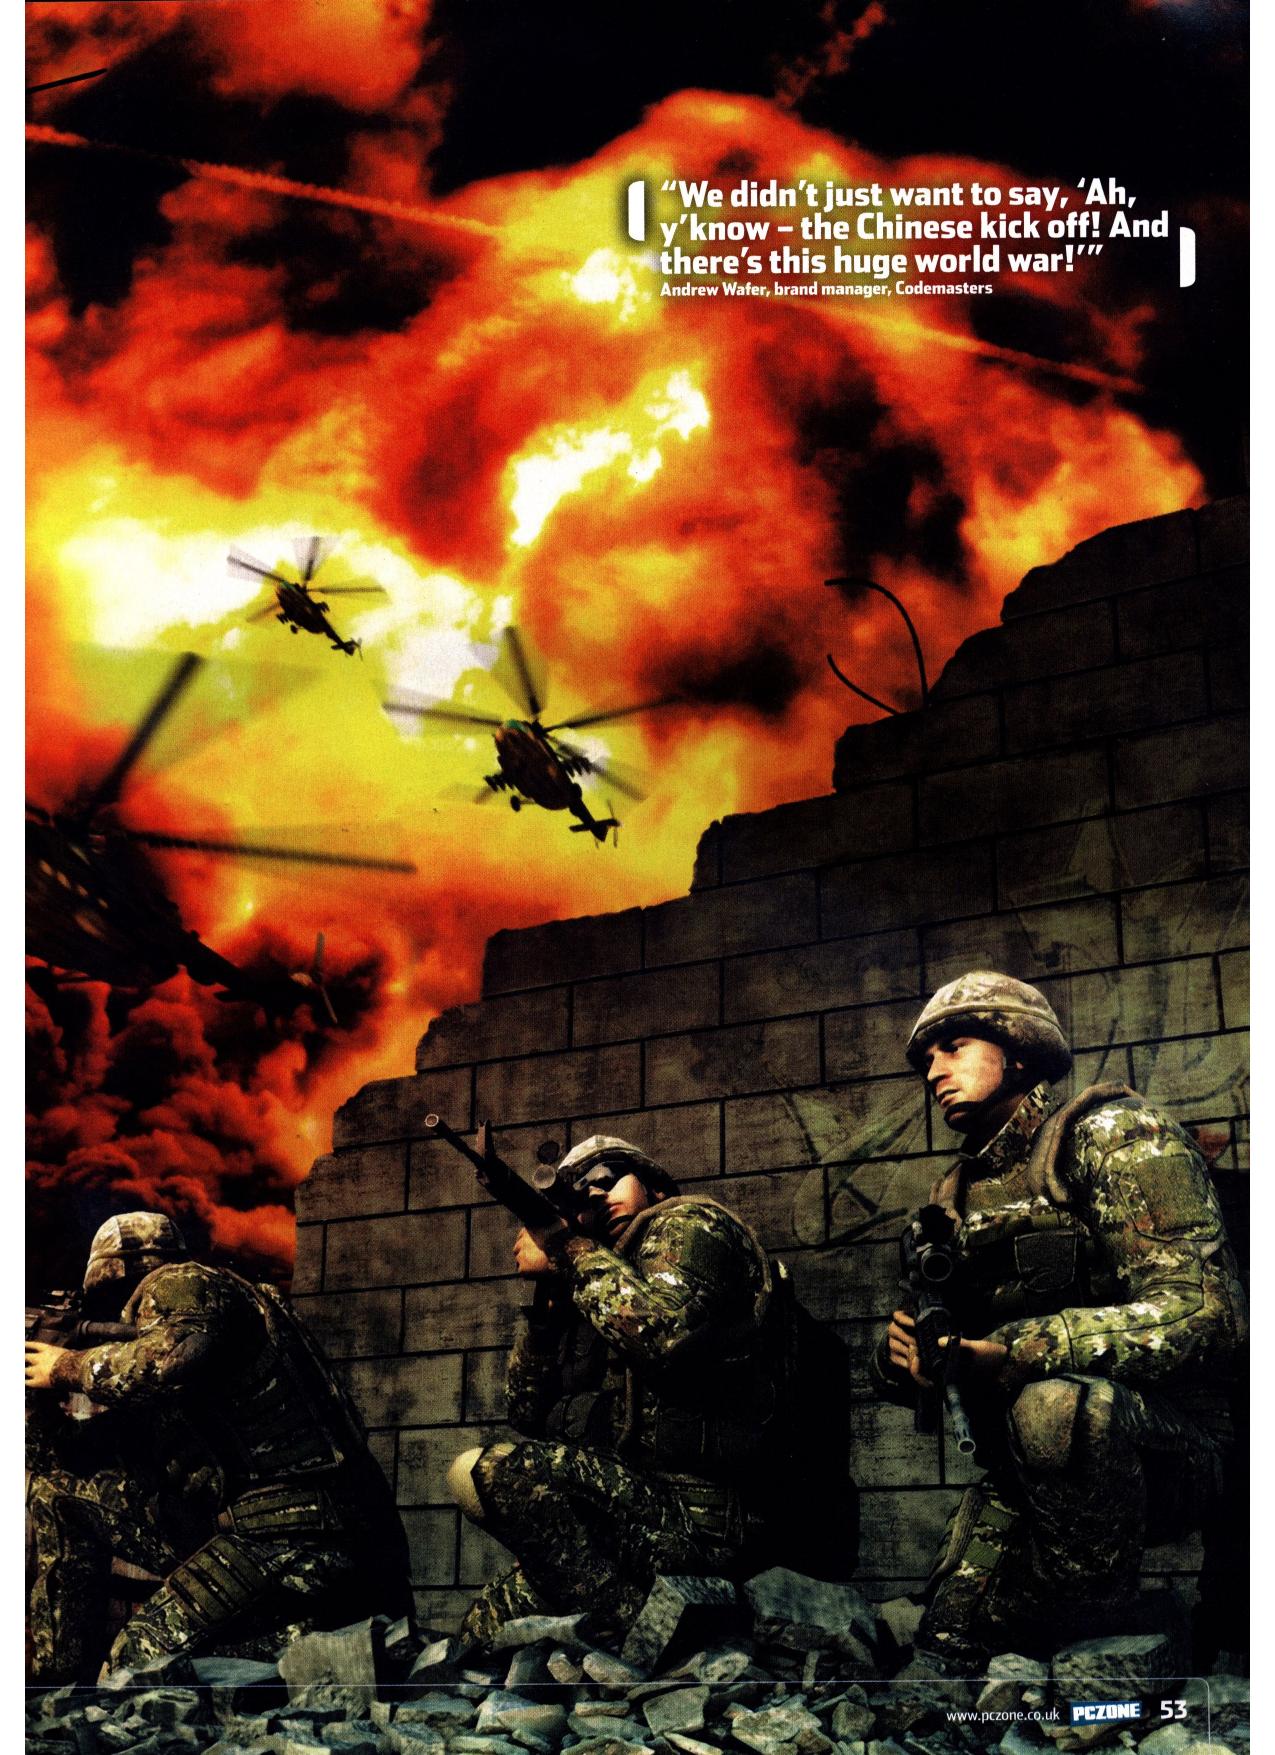 “We didn’t just want to say, ‘Ah,
y’know – the Chinese kick off! And
there’s this huge world war!’”
Andrew Wafer, brand manager, Codemasters
www.pczone.co.uk PCZONE 53